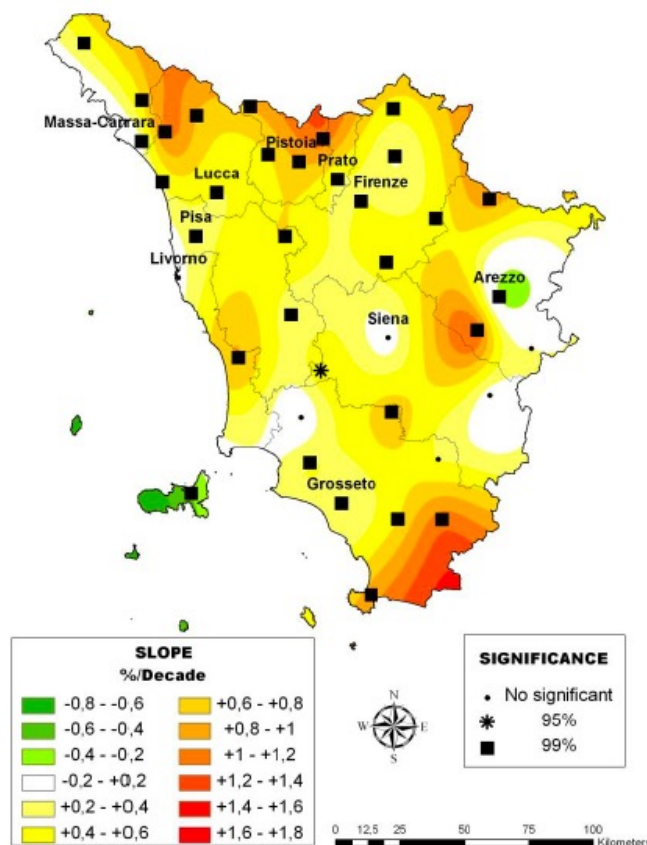 Massa-Carrara
Pistoia
Prato
Lucca
Firenze
Pisa
Livorno
Arezzo
Siena
Grosseto
SLOPE
%/Decade
-0,8 - -0,6
-0,6 - -0,4
-0,4 - -0,2
-0,2 - +0,2
+0,2 - +0,4
+0,4 - +0,6
+0,6 - +0,8
+0,8 - +1
+1 - +1,2
+1,2 - +1,4
+1,4 - +1,6
+1,6 - +1,8
N
W E
S
SIGNIFICANCE
No significant
95%
99%
0 12,5 25 50 75 100
Kilometers